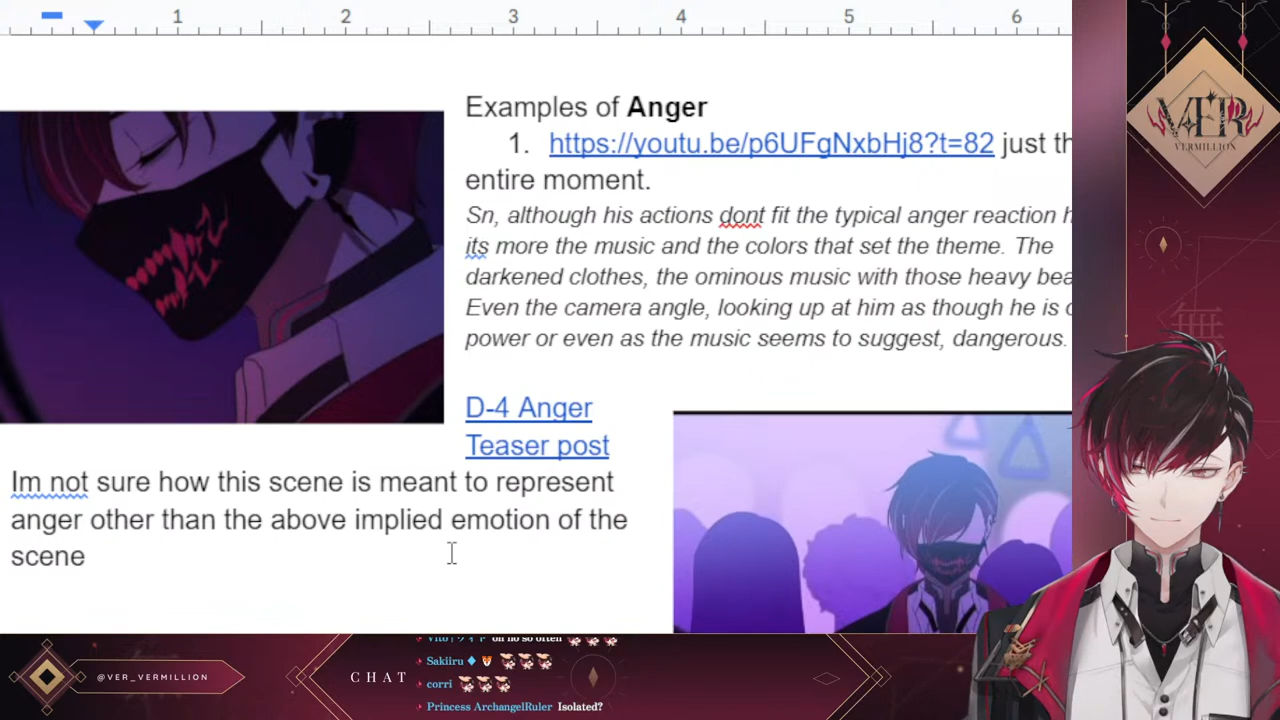 1 2 3 4 5 6
Examples of Anger
1. https://youtu.be/p6UFgNxbHj8?t=82 just th
entire moment.
Sn, although his actions dont fit the typical anger reaction h
its more the music and the colors that set the theme. The
darkened clothes, the ominous music with those heavy bea
Even the camera angle, looking up at him as though he is o
power or even as the music seems to suggest, dangerous.
D-4 Anger
Teaser post
Im not sure how this scene is meant to represent
anger other than the above implied emotion of the
scene
VER
VERMILLION
無
@VER_VERMILLION
CHAT
oh no so often
Sakiiru
corri
Princess ArchangelRuler Isolated?